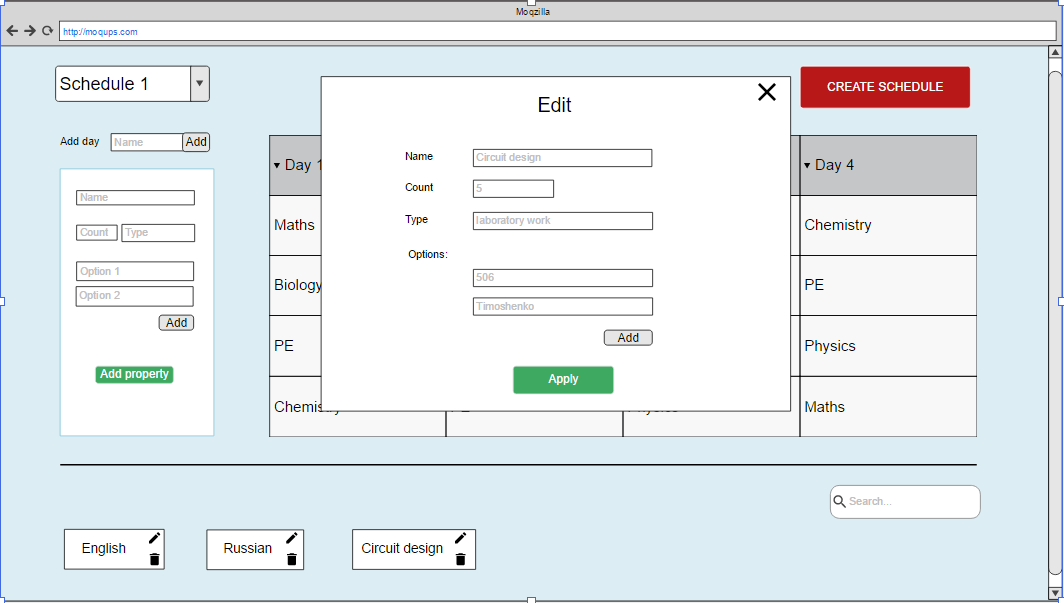 Moqzilla
http://moqups.com
Schedule 1
CREATE SCHEDULE
Add day
Name
Add
Name
Count
Type
Option 1
Option 2
Add
Add property
Edit
Name
Circuit design
Count
5
Type
laboratory work
Options:
506
Timoshenko
Add
Apply
Day 1
Day 4
Maths
Chemistry
Biology
PE
PE
Physics
Chemistry
Maths
Search...
English
Russian
Circuit design